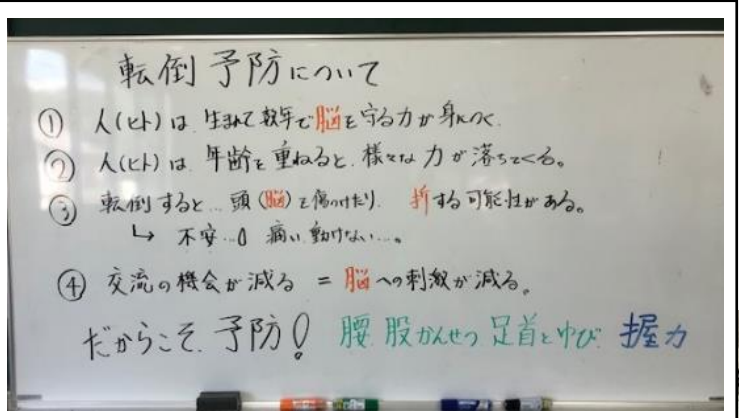 転倒予防について
① 人(ヒト)は 生まれて数年で脳を守る力が身につく
② 人(ヒト)は 年齢を重ねると、様々な力が落ちてくる。
③ 転倒すると…頭(脳)を傷つけたり 折する可能性がある。
↳ 不安… 痛い 動けない…。
④ 交流の機会が減る = 脳への刺激が減る。
だからこそ、予防! 腰 股かんせつ 足首とゆび 握力